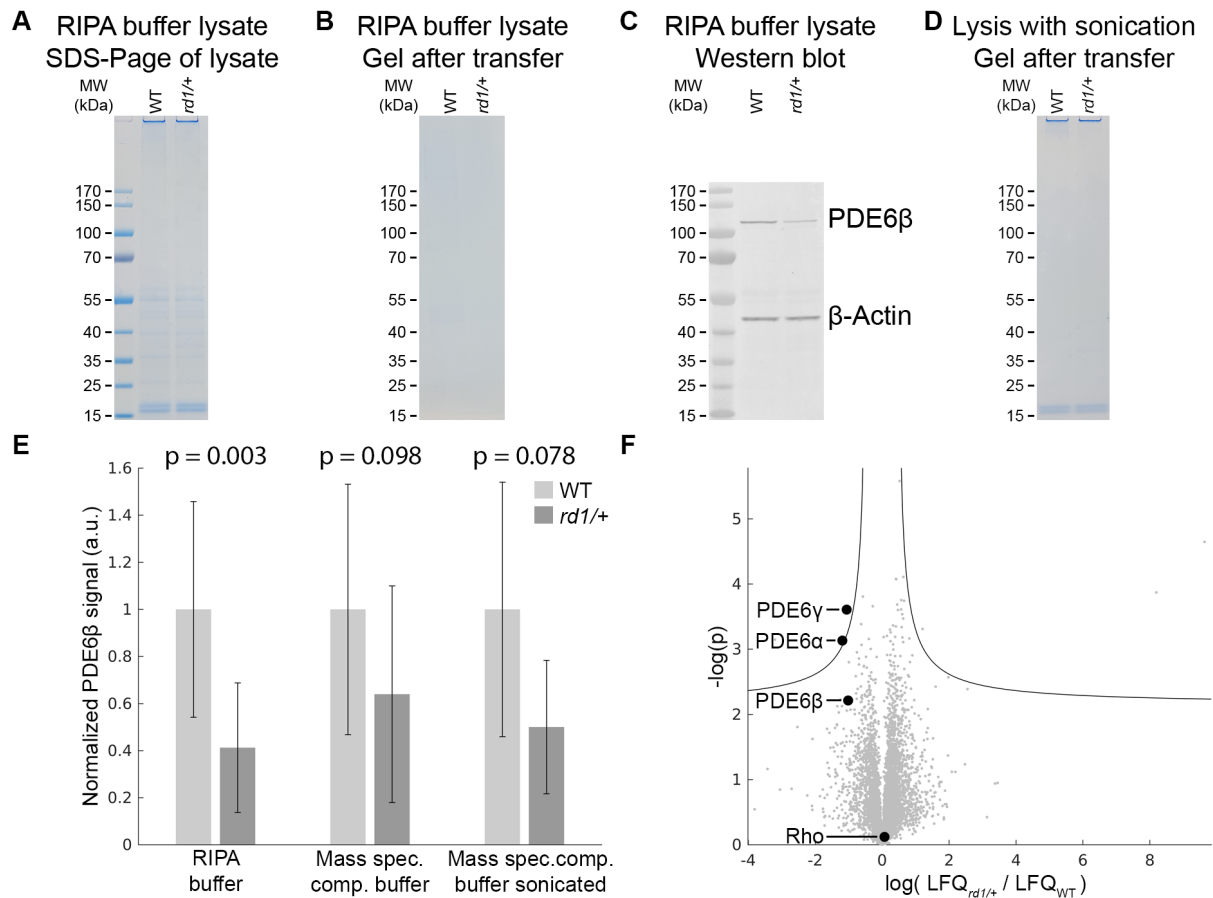 A
RIPA buffer lysate
SDS-Page of lysate
MW
(kDa)
WT
rd1/+
170
150
100
70
55
40
35
25
15
B
RIPA buffer lysate
Gel after transfer
MW
(kDa)
WT
rd1/+
170
150
100
70
55
40
35
25
15
C
RIPA buffer lysate
Western blot
MW
(kDa)
WT
rd1/+
170
150
100
70
55
40
35
25
15
PDE6β
β-Actin
D
Lysis with sonication
Gel after transfer
MW
(kDa)
WT
rd1/+
170
150
100
70
55
40
35
25
15
E
p = 0.003
p = 0.098
p = 0.078
WT
rd1/+
Normalized PDE6β signal (a.u.)
1.6
1.4
1.2
1
0.8
0.6
0.4
0.2
0
RIPA
buffer
Mass spec.
comp. buffer
Mass spec.comp.
buffer sonicated
F
-log(p)
5
4
3
2
1
0
PDE6γ
PDE6α
PDE6β
Rho
-4
-2
0
2
4
6
8
log( LFQrd1/+ / LFQWT )